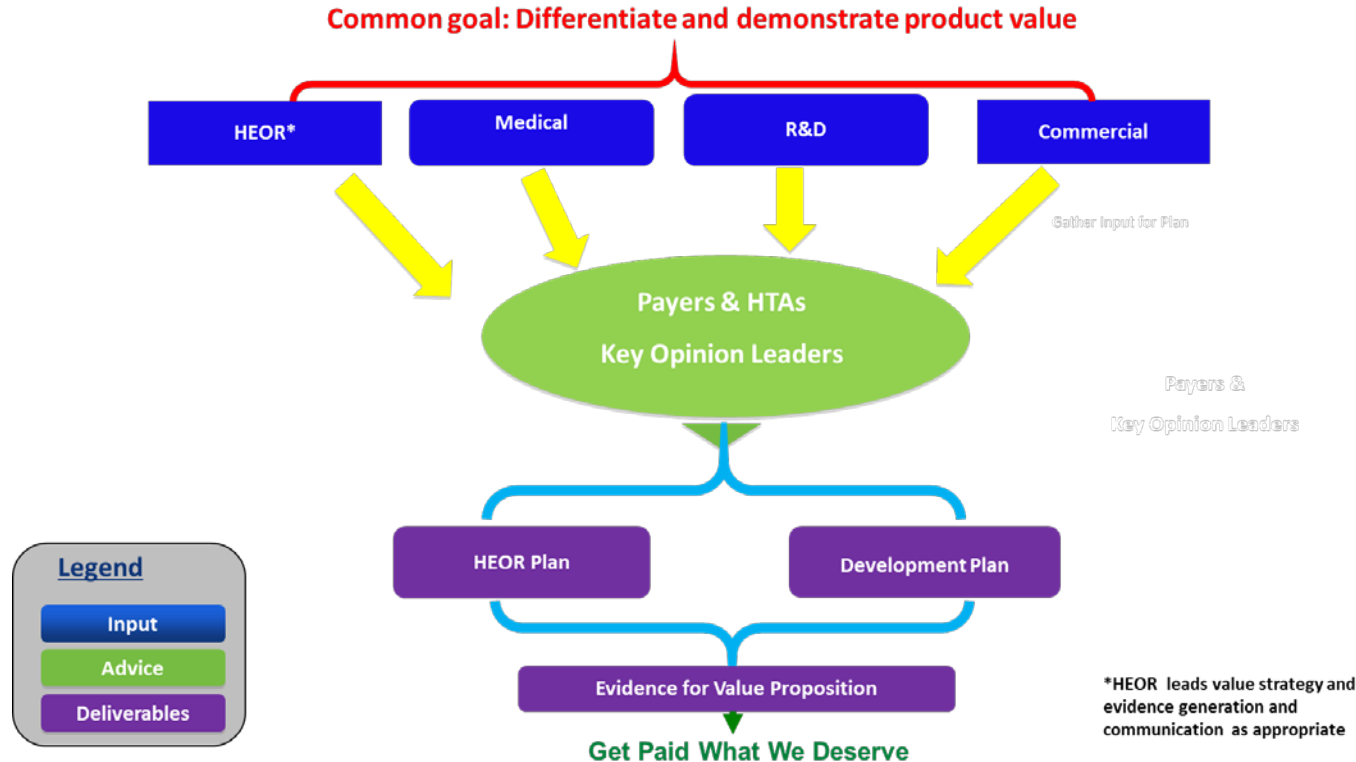 Common goal: Differentiate and demonstrate product value
HEOR*
Medical
R&D
Commercial
Gather Input for Plan
Payers & HTAs
Key Opinion Leaders
Payers &
Key Opinion Leaders
HEOR Plan
Development Plan
Legend
Input
Advice
Deliverables
Evidence for Value Proposition
*HEOR leads value strategy and
evidence generation and
communication as appropriate
Get Paid What We Deserve